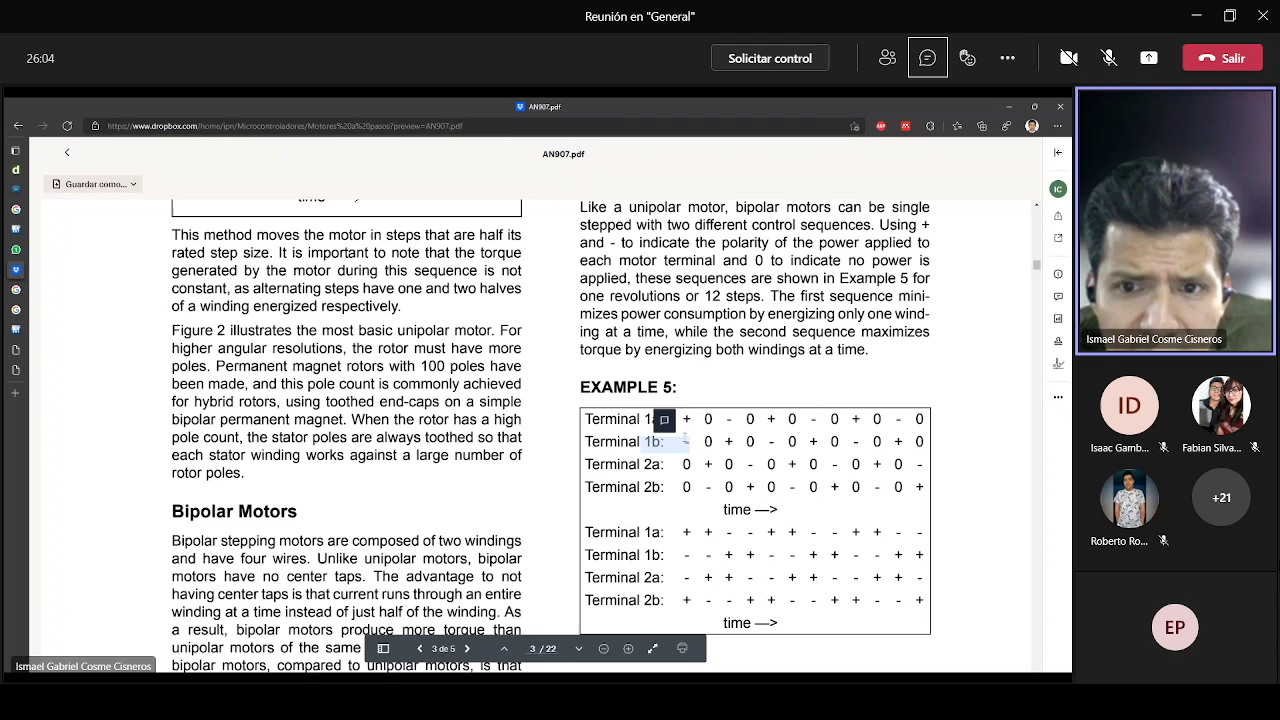 Reunión en "General"
26:04
Solicitar control
Salir
AN907.pdf
https://www.dropbox.com/home/ipn/Microcontroladores/Motores%20a%20pasos?preview=AN907.pdf
AN907.pdf
Guardar como...
This method moves the motor in steps that are half its
rated step size. It is important to note that the torque
generated by the motor during this sequence is not
constant, as alternating steps have one and two halves
of a winding energized respectively.
Figure 2 illustrates the most basic unipolar motor. For
higher angular resolutions, the rotor must have more
poles. Permanent magnet rotors with 100 poles have
been made, and this pole count is commonly achieved
for hybrid rotors, using toothed end-caps on a simple
bipolar permanent magnet. When the rotor has a high
pole count, the stator poles are always toothed so that
each stator winding works against a large number of
rotor poles.
Bipolar Motors
Bipolar stepping motors are composed of two windings
and have four wires. Unlike unipolar motors, bipolar
motors have no center taps. The advantage to not
having center taps is that current runs through an entire
winding at a time instead of just half of the winding. As
a result, bipolar motors produce more torque than
unipolar motors of the same
bipolar motors, compared to unipolar motors, is that
Like a unipolar motor, bipolar motors can be single
stepped with two different control sequences. Using +
and - to indicate the polarity of the power applied to
each motor terminal and 0 to indicate no power is
applied, these sequences are shown in Example 5 for
one revolutions or 12 steps. The first sequence mini-
mizes power consumption by energizing only one wind-
ing at a time, while the second sequence maximizes
torque by energizing both windings at a time.
EXAMPLE 5:
Terminal 1a: + 0 - 0 + 0 - 0 + 0 - 0
Terminal 1b: - 0 + 0 - 0 + 0 - 0 + 0
Terminal 2a: 0 + 0 - 0 + 0 - 0 + 0 -
Terminal 2b: 0 - 0 + 0 - 0 + 0 - 0 +
time —>
Terminal 1a: + + - - + + - - + + - -
Terminal 1b: - - + + - - + + - - + +
Terminal 2a: - + + - - + + - - + + -
Terminal 2b: + - - + + - - + + - - +
time —>
3 de 5
3 / 22
Ismael Gabriel Cosme Cisneros
IC
Ismael Gabriel Cosme Cisneros
ID
Isaac Gamb...
Fabian Silva...
Roberto Ro...
+21
EP